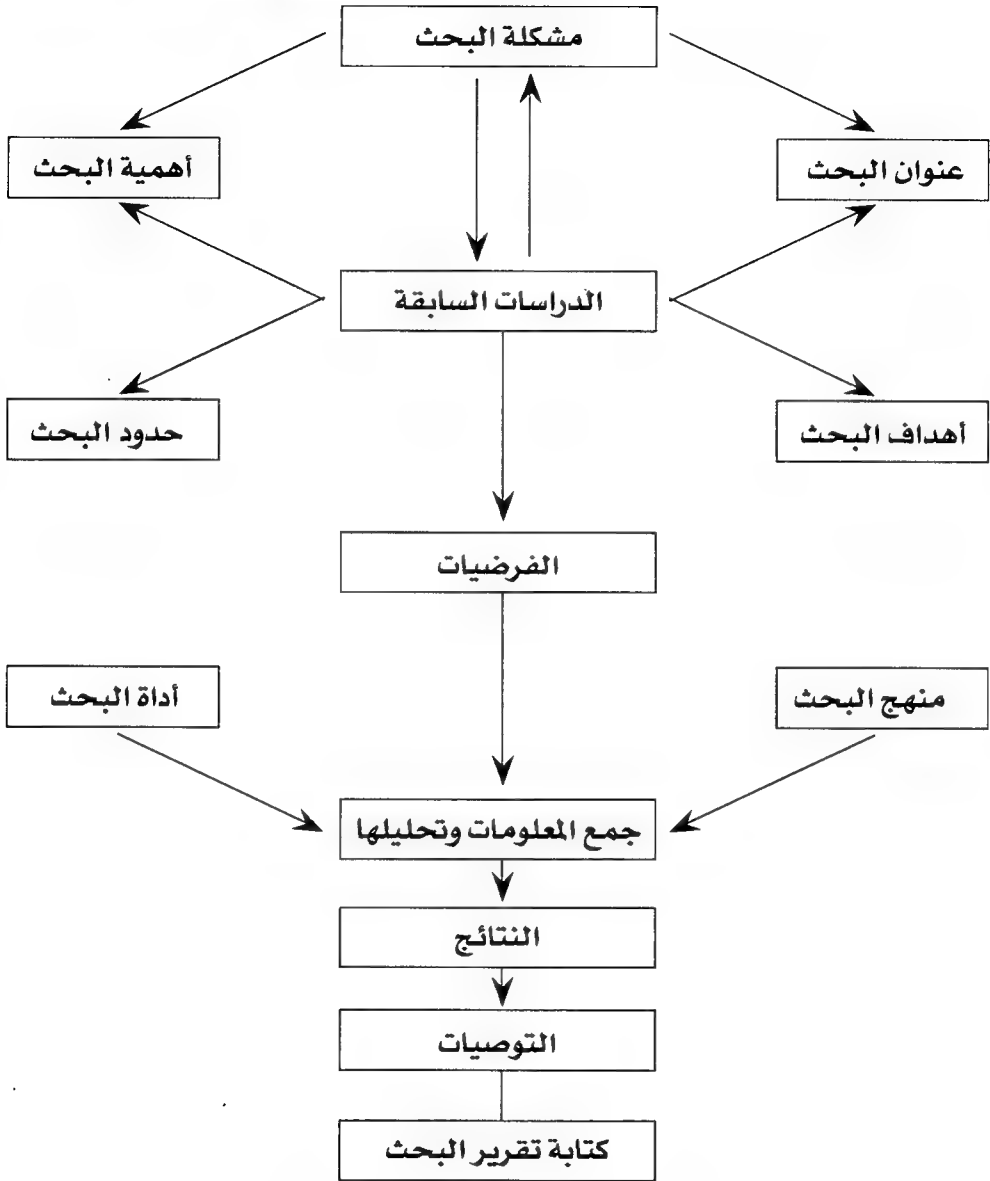 مشكلة البحث
عنوان البحث
أهمية البحث
الدراسات السابقة
أهداف البحث
حدود البحث
الفرضيات
منهج البحث
أداة البحث
جمع المعلومات وتحليلها
النتائج
التوصيات
كتابة تقرير البحث